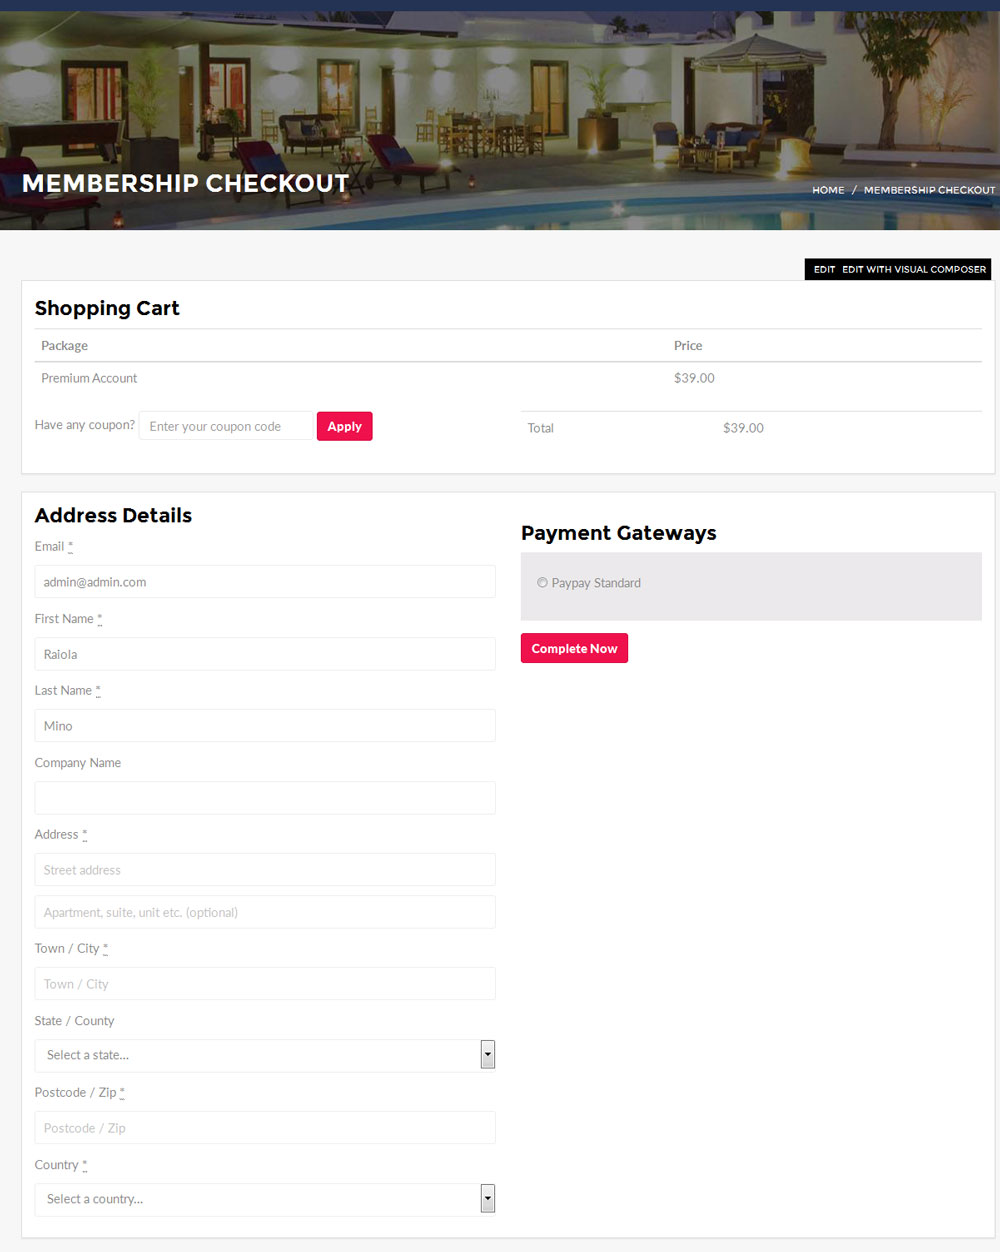 MEMBERSHIP CHECKOUT
HOME / MEMBERSHIP CHECKOUT
EDIT EDIT WITH VISUAL COMPOSER
Shopping Cart
Package Price
Premium Account $39.00
Have any coupon? Enter your coupon code Apply
Total $39.00
Address Details
Email *
admin@admin.com
First Name *
Raiola
Last Name *
Mino
Company Name
Address *
Street address
Apartment, suite, unit etc. (optional)
Town / City *
Town / City
State / County
Select a state...
Postcode / Zip *
Postcode / Zip
Country *
Select a country...
Payment Gateways
Paypay Standard
Complete Now